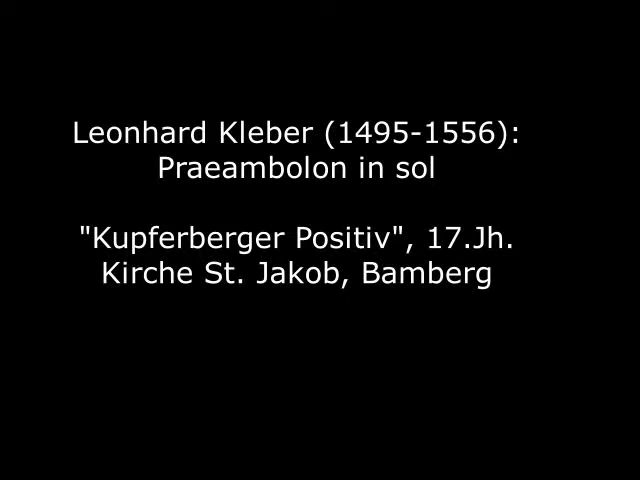 Leonhard Kleber (1495-1556):
Praeambolon in sol
"Kupferberger Positiv", 17.Jh.
Kirche St. Jakob, Bamberg